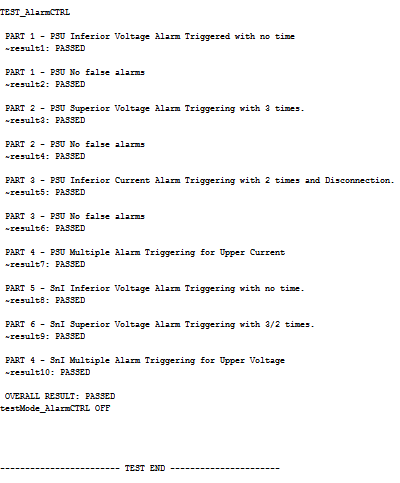 TEST_AlarmCTRL
PART 1 - PSU Inferior Voltage Alarm Triggered with no time
~result1: PASSED
PART 1 - PSU No false alarms
~result2: PASSED
PART 2 - PSU Superior Voltage Alarm Triggering with 3 times.
~result3: PASSED
PART 2 - PSU No false alarms
~result4: PASSED
PART 3 - PSU Inferior Current Alarm Triggering with 2 times and Disconnection.
~result5: PASSED
PART 3 - PSU No false alarms
~result6: PASSED
PART 4 - PSU Multiple Alarm Triggering for Upper Current
~result7: PASSED
PART 5 - SnI Inferior Voltage Alarm Triggering with no time.
~result8: PASSED
PART 6 - SnI Superior Voltage Alarm Triggering with 3/2 times.
~result9: PASSED
PART 4 - SnI Multiple Alarm Triggering for Upper Voltage
~result10: PASSED
OVERALL RESULT: PASSED
testMode_AlarmCTRL OFF
------------------------ TEST END ----------------------